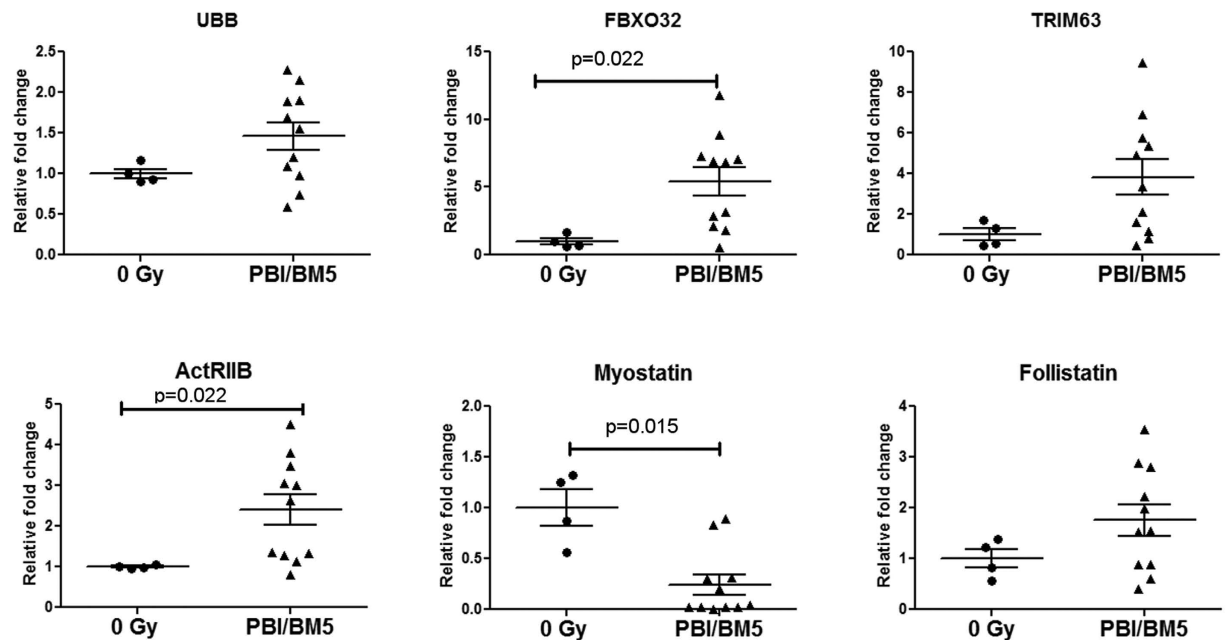 UBB
FBXO32
TRIM63
Relative fold change
2.5
2.0
1.5
1.0
0.5
0.0
0 Gy
PBI/BM5
Relative fold change
15
10
5
0
p=0.022
0 Gy
PBI/BM5
Relative fold change
10
8
6
4
2
0
0 Gy
PBI/BM5
ActRIIB
Myostatin
Follistatin
Relative fold change
5
4
3
2
1
0
p=0.022
0 Gy
PBI/BM5
Relative fold change
2.0
1.5
1.0
0.5
0.0
p=0.015
0 Gy
PBI/BM5
Relative fold change
4
3
2
1
0
0 Gy
PBI/BM5